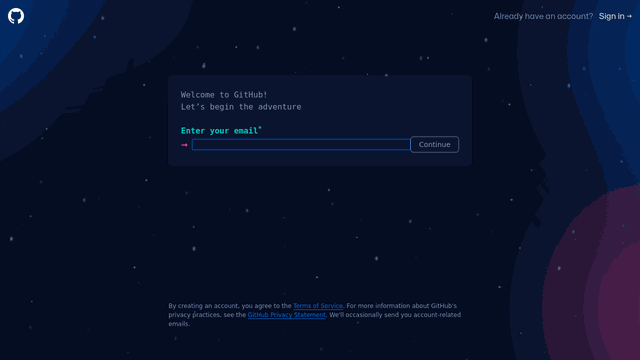 Already have an account? Sign in →
Welcome to GitHub!
Let's begin the adventure
Enter your email*
→
Continue
By creating an account, you agree to the Terms of Service. For more information about GitHub's
privacy practices, see the GitHub Privacy Statement. We'll occasionally send you account-related
emails.